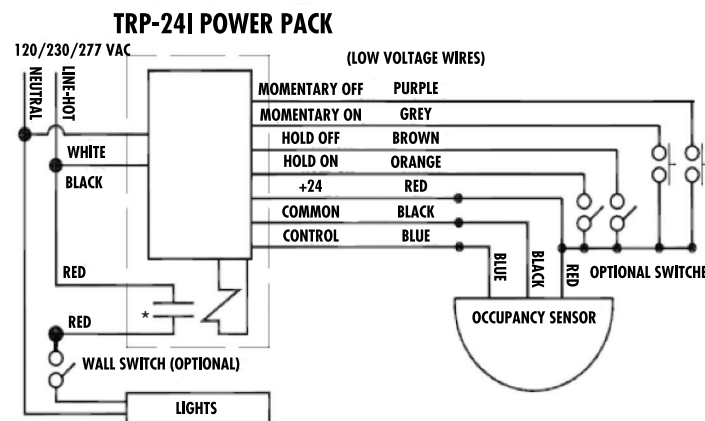 TRP-24I POWER PACK
120/230/277 VAC
(LOW VOLTAGE WIRES)
NEUTRAL
LINE-HOT
MOMENTARY OFF PURPLE
MOMENTARY ON GREY
HOLD OFF BROWN
HOLD ON ORANGE
+24 RED
COMMON BLACK
CONTROL BLUE
WHITE
BLACK
RED
*
RED
BLUE
BLACK
RED
OPTIONAL SWITCHE
OCCUPANCY SENSOR
WALL SWITCH (OPTIONAL)
LIGHTS